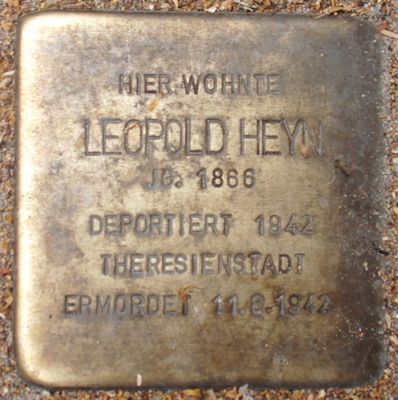 HIER WOHNTE
LEOPOLD HEYN
JG. 1866
DEPORTIERT 1942
THERESIENSTADT
ERMORDET 11.8.1942